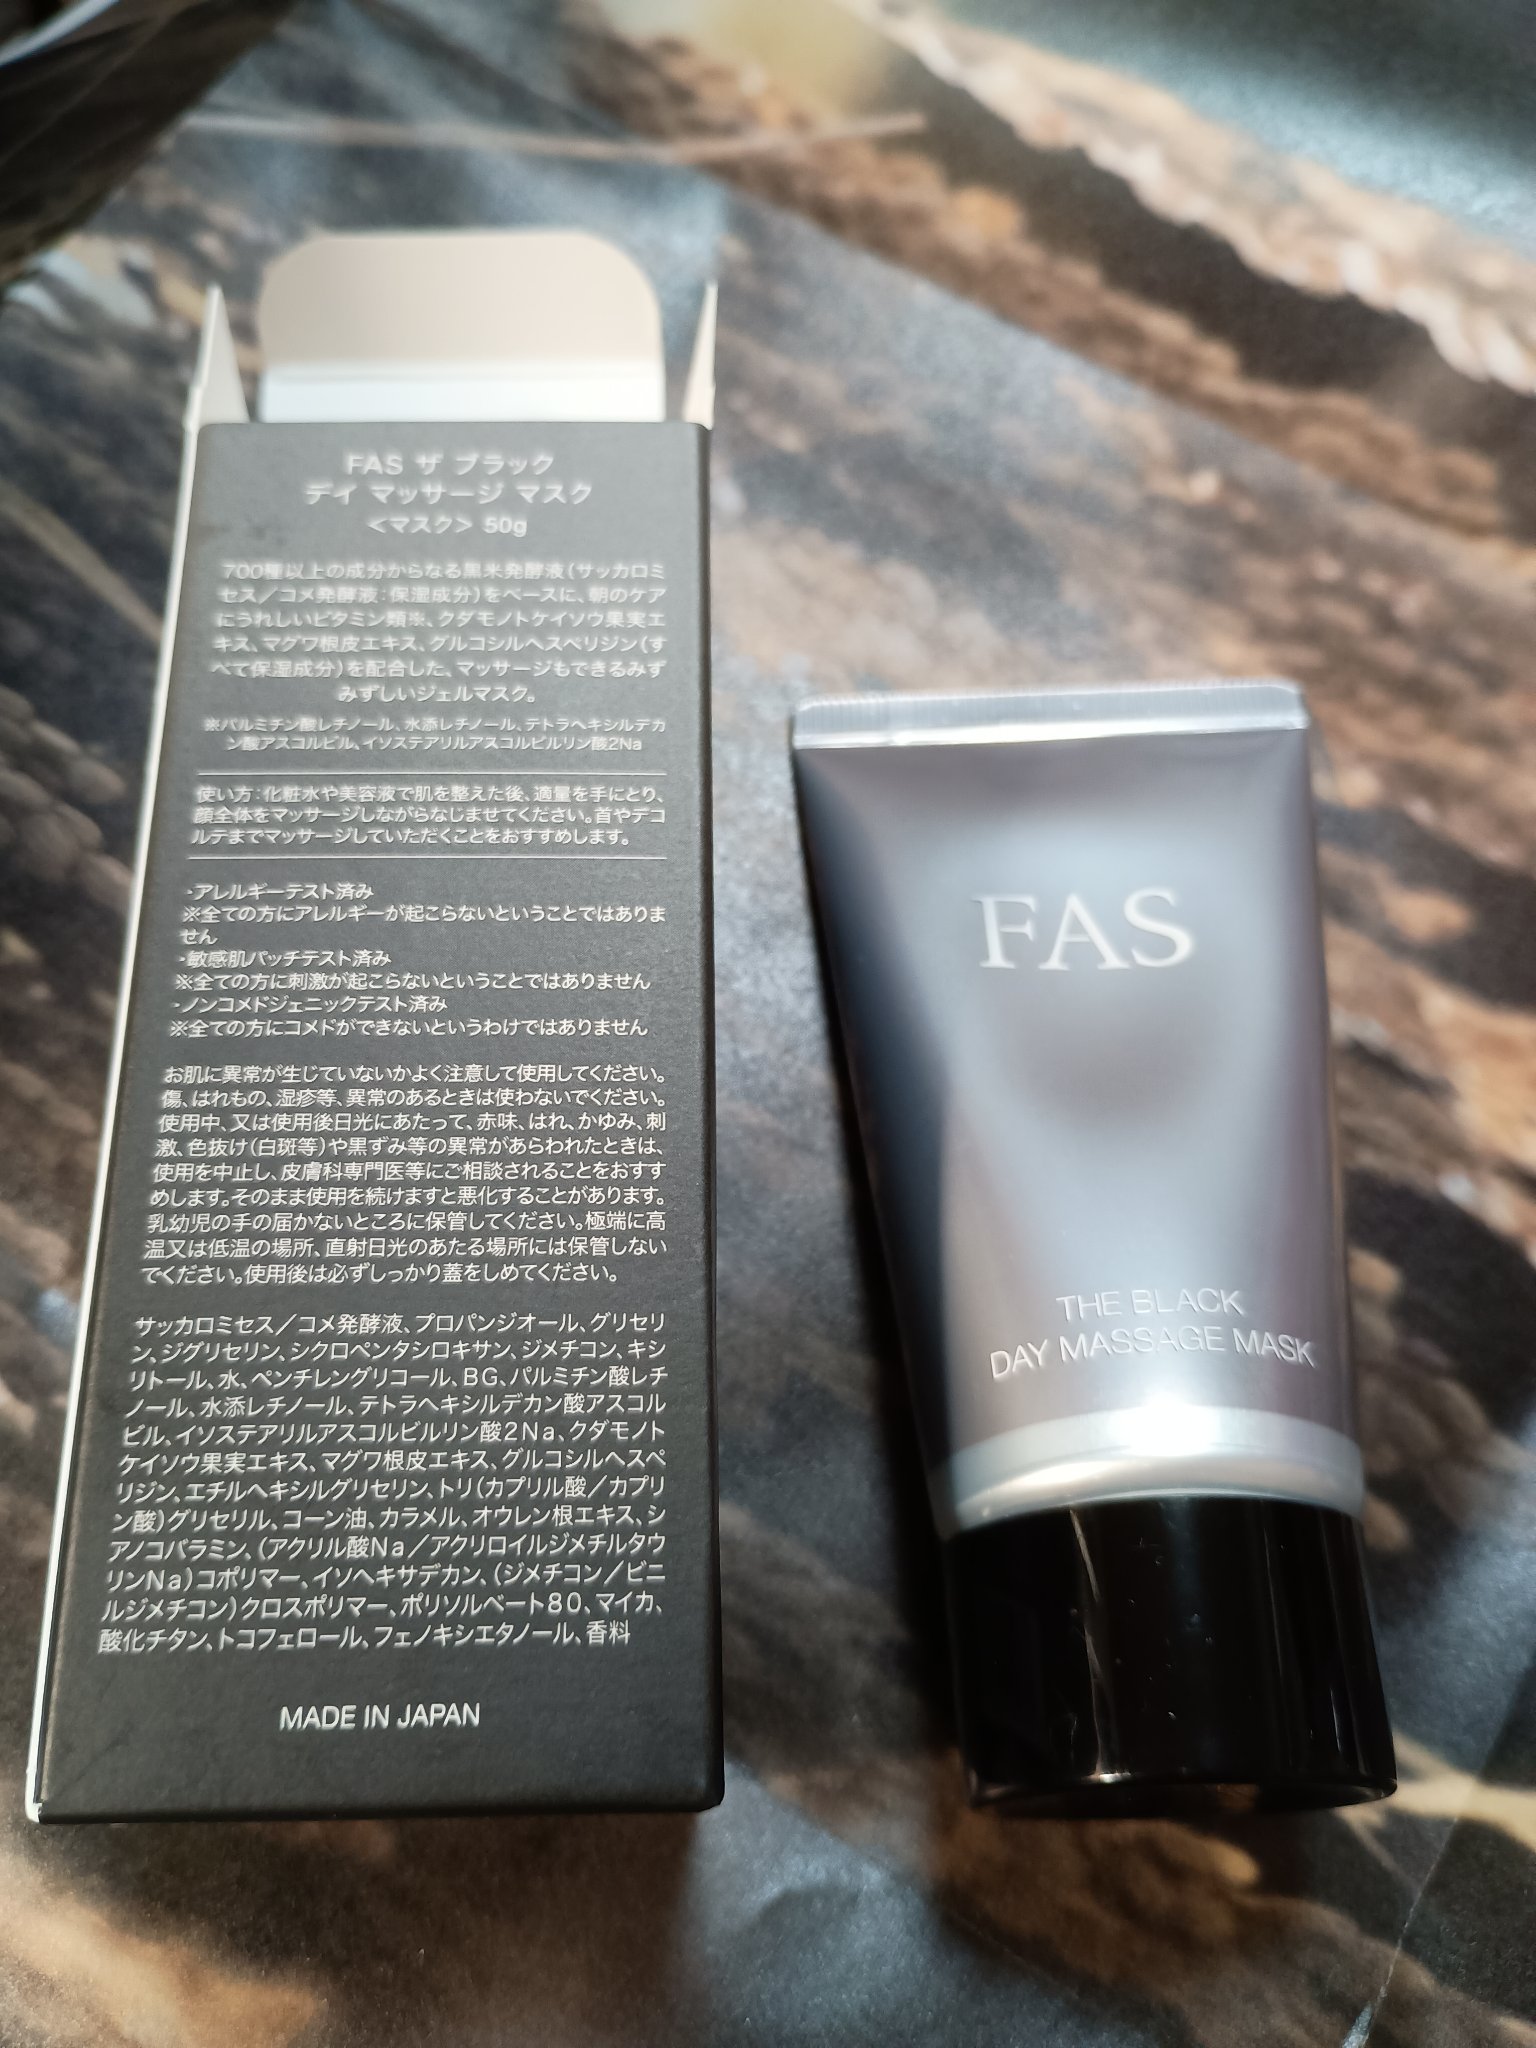 FAS ザ ブラック
デイ マッサージ マスク
<マスク> 50g
700種以上の成分からなる黒米発酵液(サッカロミ
セス／コメ発酵液：保湿成分)をベースに、朝のケア
にうれしいビタミン類※、クダモノトケイソウ果実エ
キス、マグワ根皮エキス、グルコシルヘスペリジン(す
べて保湿成分)を配合した、マッサージもできるみず
みずしいジェルマスク。
※パルミチン酸レチノール、水添レチノール、テトラヘキシルデカ
ン酸アスコルビル、イソステアリルアスコルビルリン酸2Na
使い方：化粧水や美容液で肌を整えた後、適量を手にとり、
顔全体をマッサージしながらなじませてください。首やデコ
ルテまでマッサージしていただくことをおすすめします。
・アレルギーテスト済み
※全ての方にアレルギーが起こらないということではありま
せん
・敏感肌パッチテスト済み
※全ての方に刺激が起こらないということではありません
・ノンコメドジェニックテスト済み
※全ての方にコメドができないというわけではありません
お肌に異常が生じていないかよく注意して使用してください。
傷、はれもの、湿疹等、異常のあるときは使わないでください。
使用中、又は使用後日光にあたって、赤味、はれ、かゆみ、刺
激、色抜け(白斑等)や黒ずみ等の異常があらわれたときは、
使用を中止し、皮膚科専門医等にご相談されることをおすす
めします。そのまま使用を続けますと悪化することがあります。
乳幼児の手の届かないところに保管してください。極端に高
温又は低温の場所、直射日光のあたる場所には保管しない
でください。使用後は必ずしっかり蓋をしめてください。
サッカロミセス／コメ発酵液、プロパンジオール、グリセリ
ン、ジグリセリン、シクロペンタシロキサン、ジメチコン、キシ
リトール、水、ペンチレングリコール、BG、パルミチン酸レチ
ノール、水添レチノール、テトラヘキシルデカン酸アスコル
ビル、イソステアリルアスコルビルリン酸2Na、クダモノト
ケイソウ果実エキス、マグワ根皮エキス、グルコシルヘスペ
リジン、エチルヘキシルグリセリン、トリ(カプリル酸／カプリ
ン酸)グリセリル、コーン油、カラメル、オウレン根エキス、シ
アノコバラミン、(アクリル酸Na／アクリロイルジメチルタウ
リンNa)コポリマー、イソヘキサデカン、(ジメチコン／ビニ
ルジメチコン)クロスポリマー、ポリソルベート80、マイカ、
酸化チタン、トコフェロール、フェノキシエタノール、香料
MADE IN JAPAN
FAS
THE BLACK
DAY MASSAGE MASK